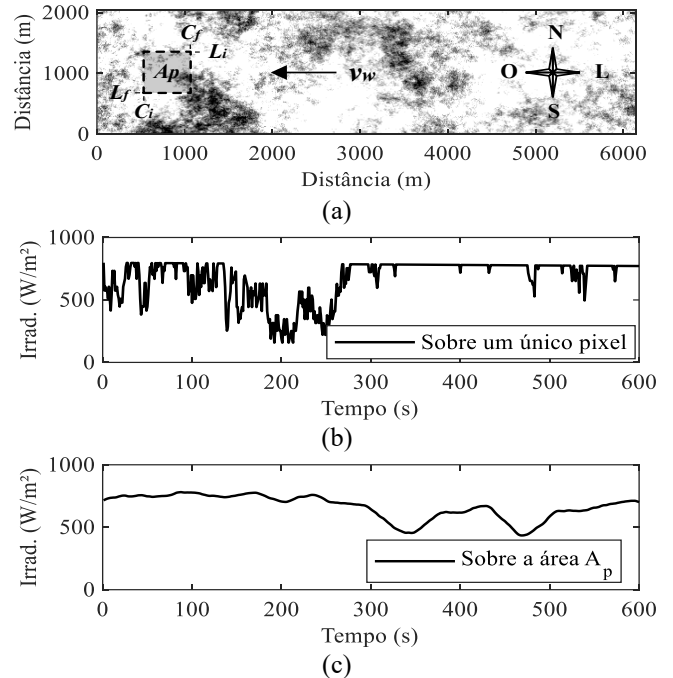 Distância (m)
2000
1000
0
C_f
L_i
A_p
L_f
C_i
v_w
N
O
L
S
0
1000
2000
3000
4000
5000
6000
Distância (m)
(a)
Irrad. (W/m²)
1000
500
0
Sobre um único pixel
0
100
200
300
400
500
600
Tempo (s)
(b)
Irrad. (W/m²)
1000
500
0
Sobre a área A_p
0
100
200
300
400
500
600
Tempo (s)
(c)